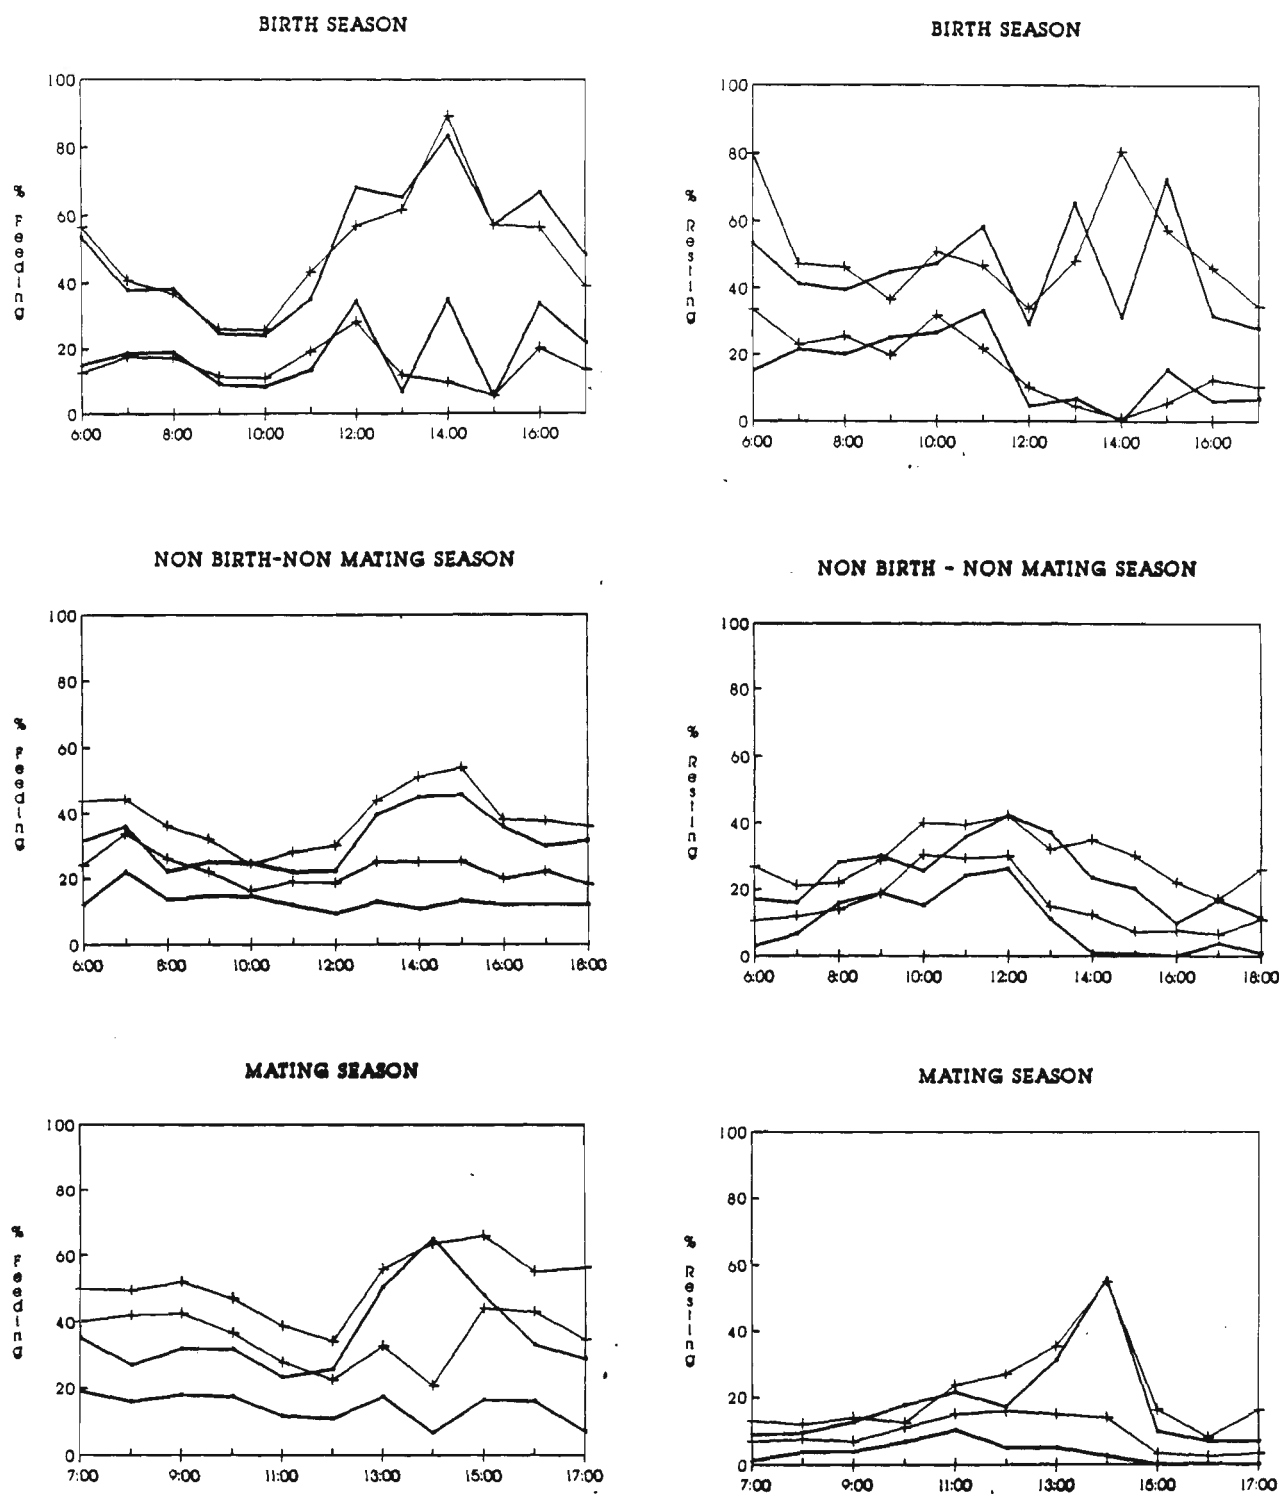 BIRTH SEASON
% Feeding
100
80
60
40
20
0
6:00 8:00 10:00 12:00 14:00 16:00
BIRTH SEASON
% Resting
100
80
60
40
20
0
6:00 8:00 10:00 12:00 14:00 16:00
NON BIRTH-NON MATING SEASON
% Feeding
100
80
60
40
20
0
6:00 8:00 10:00 12:00 14:00 16:00 18:00
NON BIRTH - NON MATING SEASON
% Resting
100
80
60
40
20
0
6:00 8:00 10:00 12:00 14:00 16:00 18:00
MATING SEASON
% Feeding
100
80
60
40
20
0
7:00 9:00 11:00 13:00 15:00 17:00
MATING SEASON
% Resting
100
80
60
40
20
0
7:00 9:00 11:00 13:00 15:00 17:00